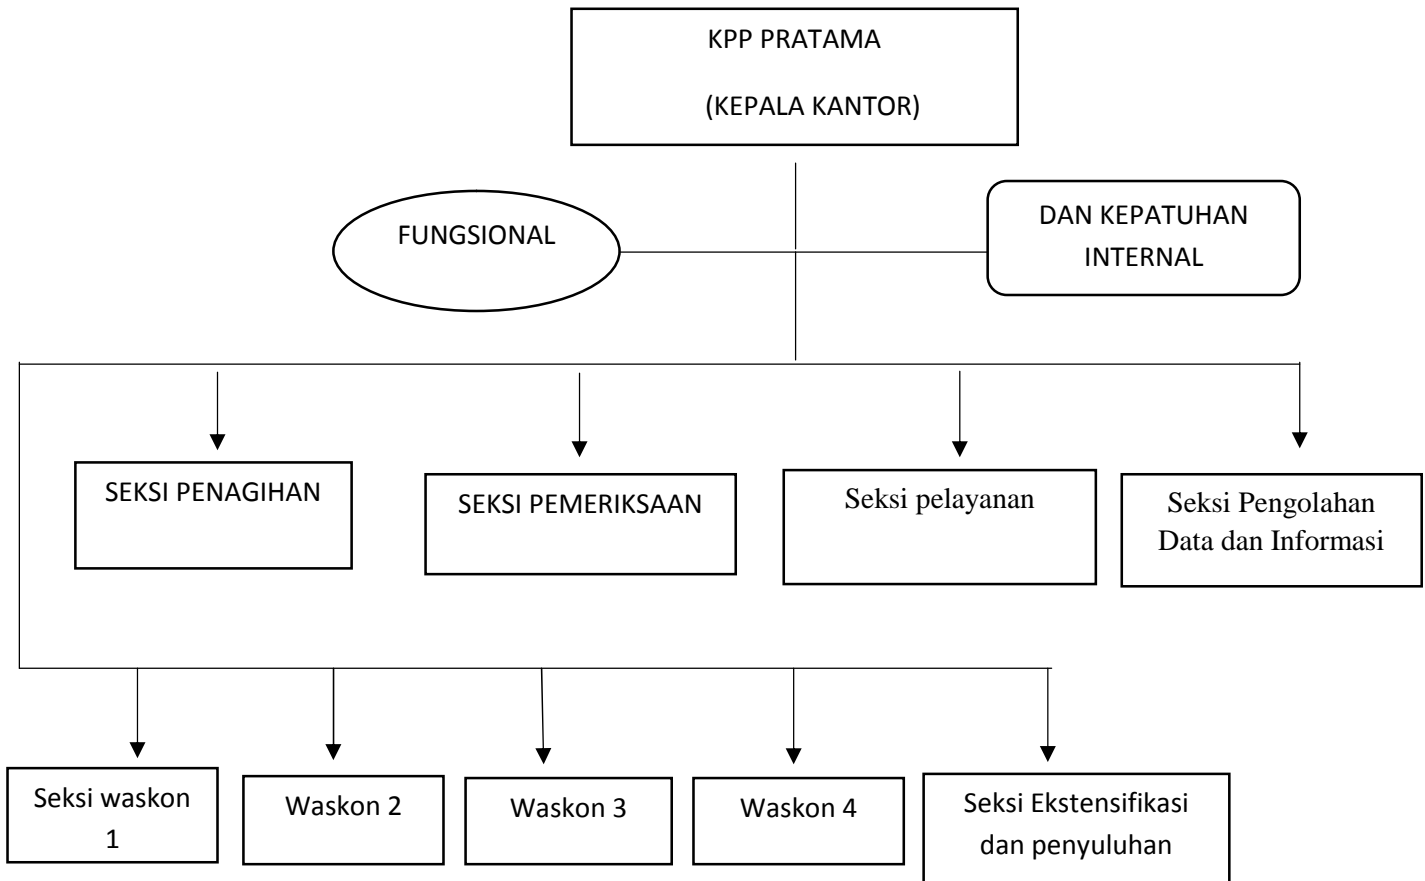 KPP PRATAMA
(KEPALA KANTOR)
FUNGSIONAL
DAN KEPATUHAN
INTERNAL
SEKSI PENAGIHAN
SEKSI PEMERIKSAAN
Seksi pelayanan
Seksi Pengolahan
Data dan Informasi
Seksi waskon
1
Waskon 2
Waskon 3
Waskon 4
Seksi Ekstensifikasi
dan penyuluhan